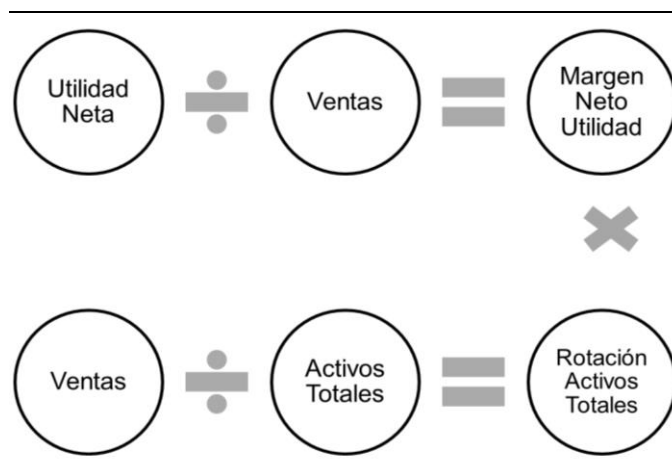 Utilidad
Neta
÷
Ventas
=
Margen
Neto
Utilidad
×
Ventas
÷
Activos
Totales
=
Rotación
Activos
Totales